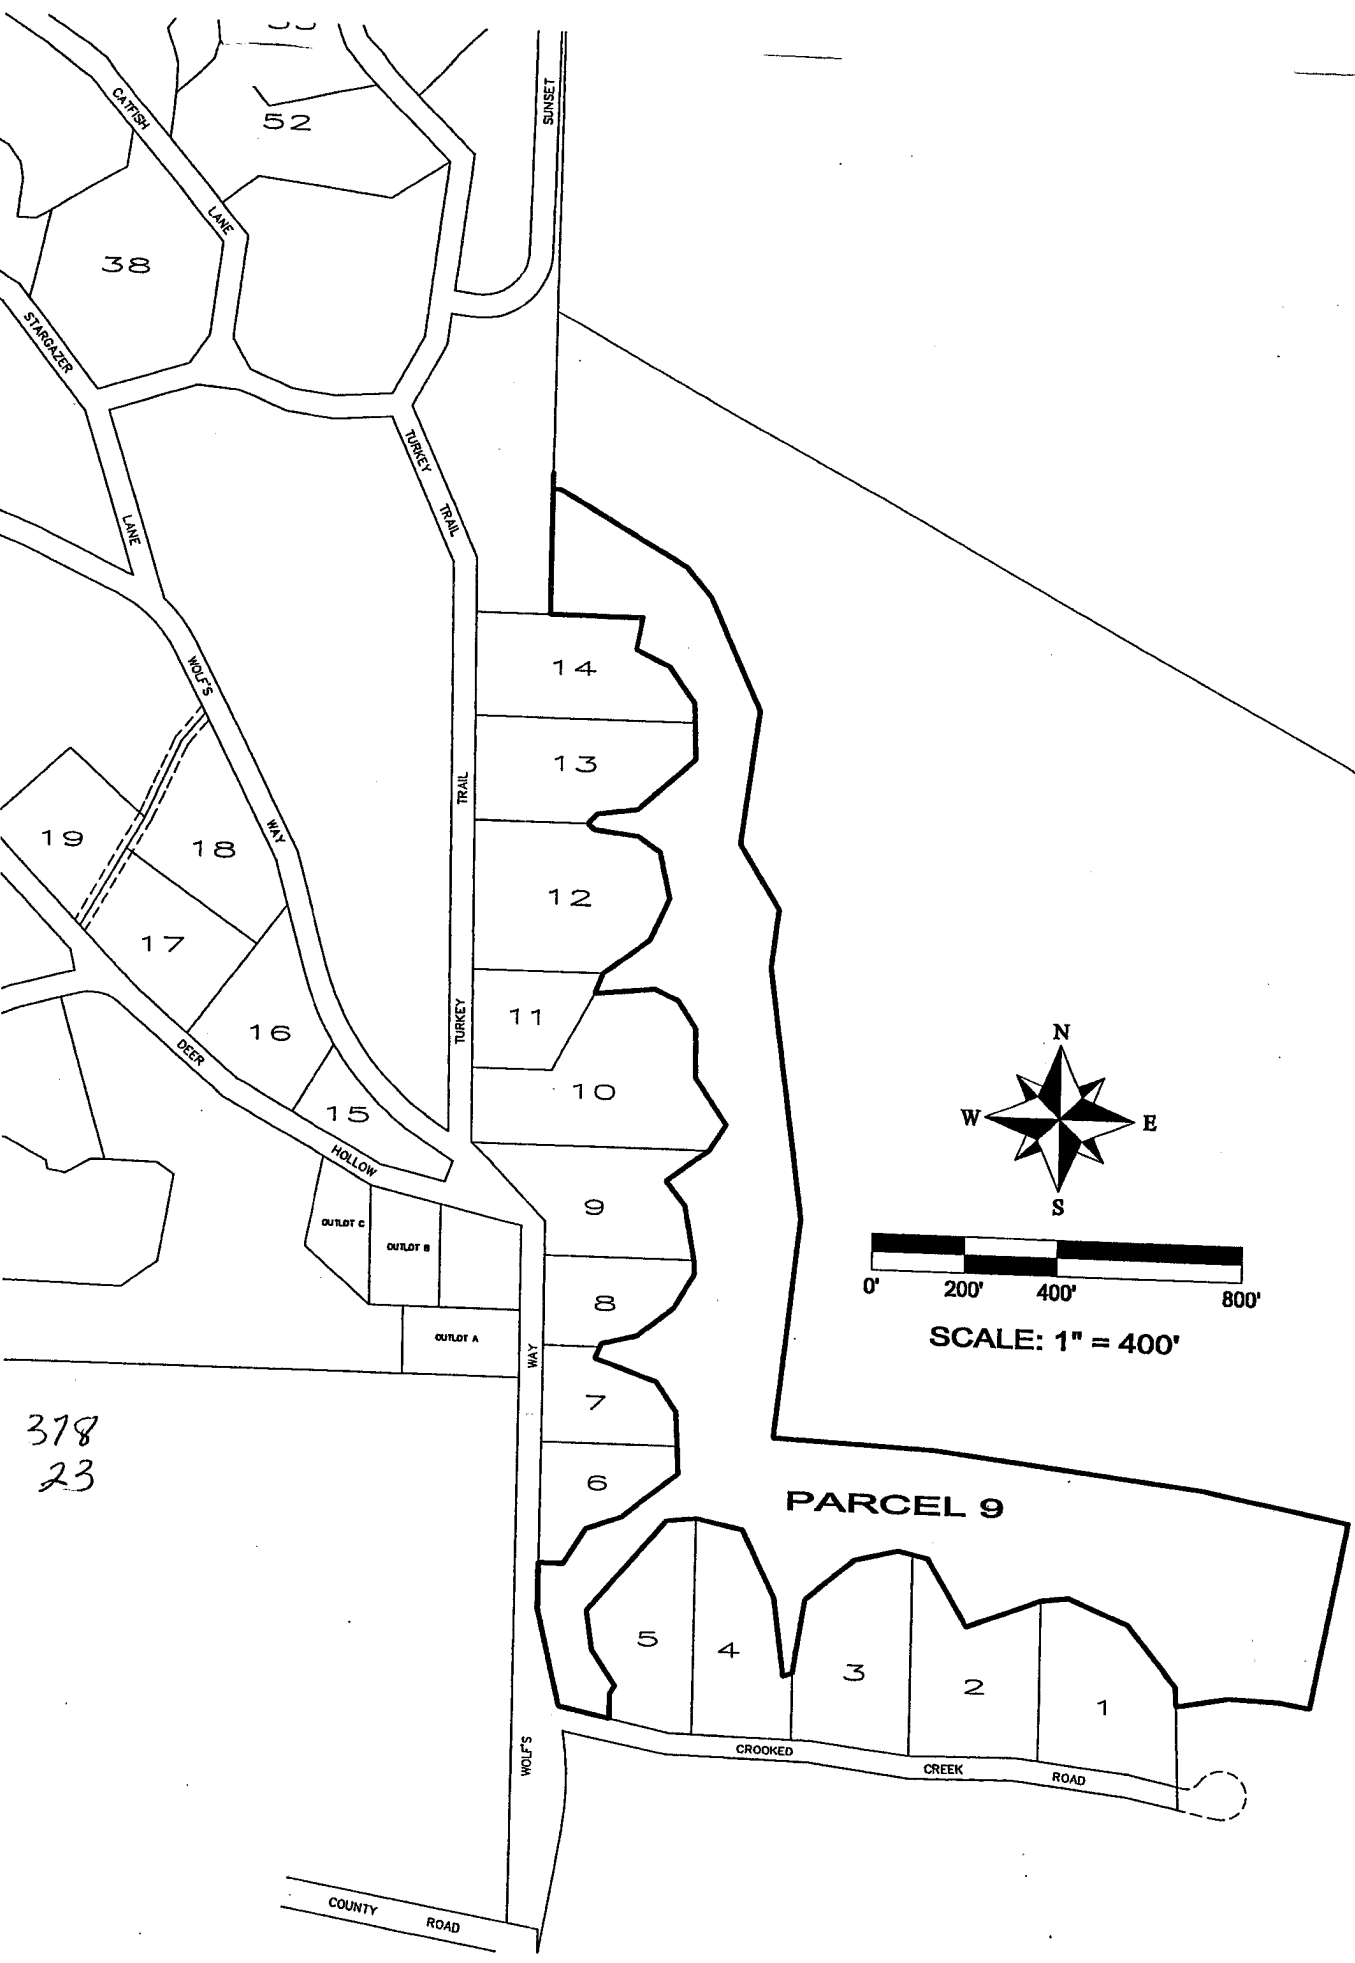 52
SUNSET
CATFISH
LANE
38
STARGAZER
LANE
TURKEY
TRAIL
14
WOLF'S
WAY
13
TRAIL
19
18
12
17
TURKEY
11
16
DEER
10
15
HOLLOW
N
W
E
S
9
OUTLOT C
OUTLOT B
8
OUTLOT A
WAY
0'
200'
400'
800'
SCALE: 1" = 400'
7
378
23
6
PARCEL 9
5
4
3
2
1
WOLF'S
CROOKED
CREEK
ROAD
COUNTY
ROAD